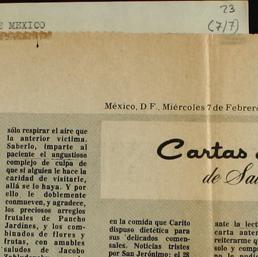 23
E MEXICO
(7/7)
México, D F., Miércoles 7 de Febrero
sólo respirar el aire que
la anterior víctima.
Saberlo, imparte al
paciente el angustioso
complejo de culpa de
que si alguien le hace la
caridad de visitarle,
allá se lo haya. Y por
ello le doblemente
conmueven, y agradece,
los preciosos arreglos
frutales de Pancho
Jardines, y los com-
binados de flores y
frutas, con amables
saludos de Jacobo
Cartas
de Sa
en la comida que Carito
dispuso dietética para
sus delicados comen-
sales. Noticias tristes
por San Jerónimo: el 28
ante la lec
carta anter
reiterarme q
solo y comp